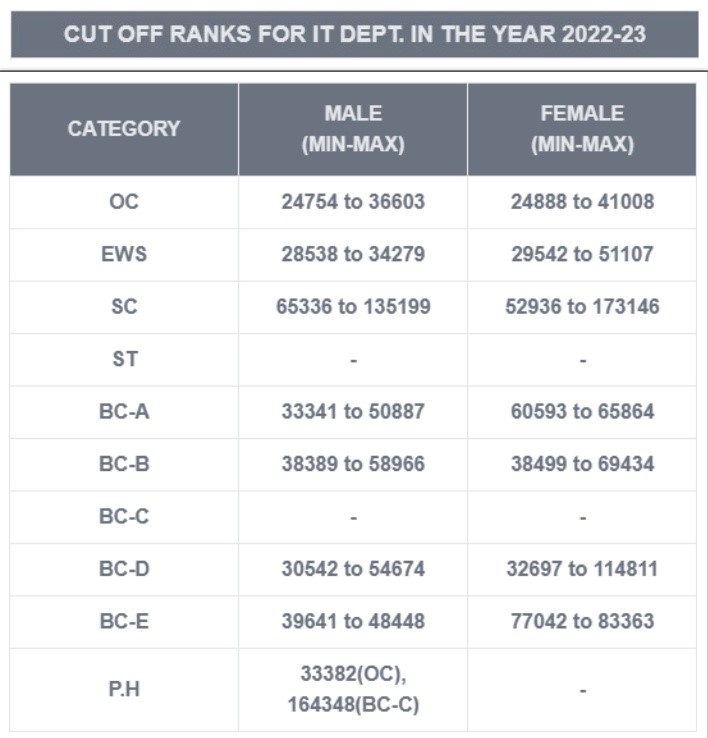 CUT OFF RANKS FOR IT DEPT. IN THE YEAR 2022-23
CATEGORY MALE (MIN-MAX) FEMALE (MIN-MAX)
OC 24754 to 36603 24888 to 41008
EWS 28538 to 34279 29542 to 51107
SC 65336 to 135199 52936 to 173146
ST - -
BC-A 33341 to 50887 60593 to 65864
BC-B 38389 to 58966 38499 to 69434
BC-C - -
BC-D 30542 to 54674 32697 to 114811
BC-E 39641 to 48448 77042 to 83363
P.H 33382(OC), 164348(BC-C) -